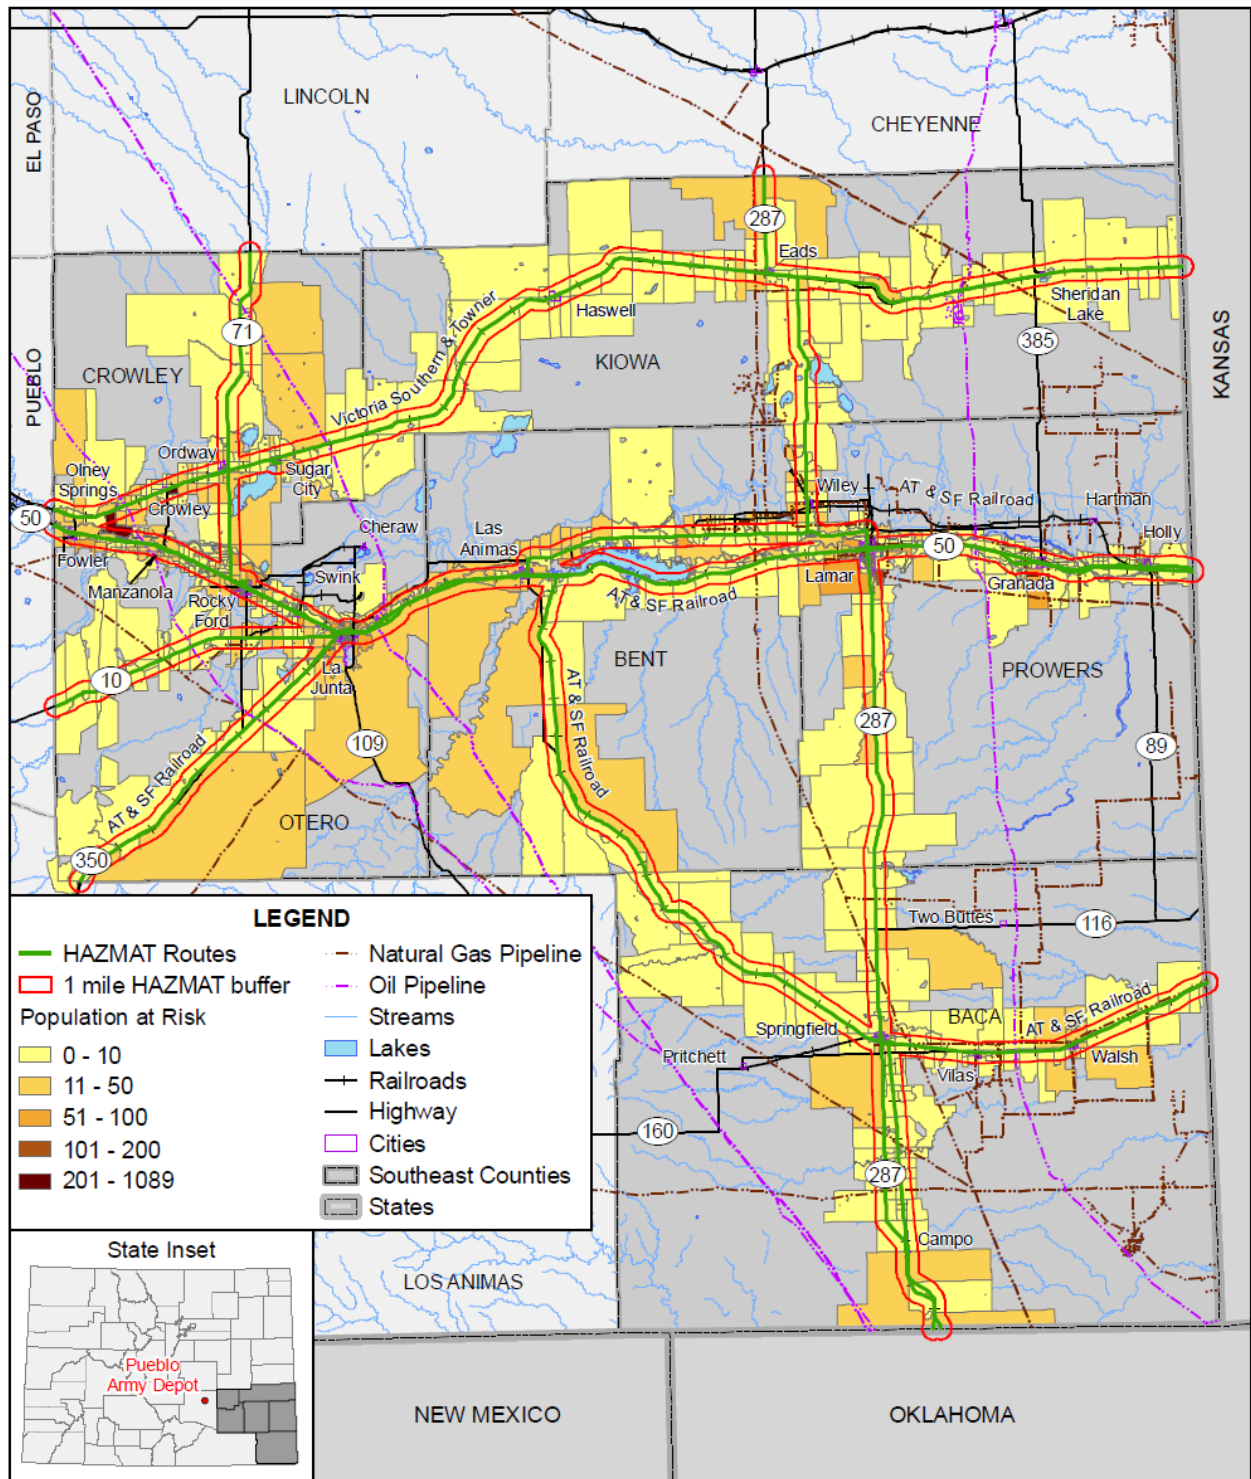 LINCOLN
EL PASO
CHEYENNE
287
Eads
Haswell
Sheridan
Lake
71
385
KANSAS
PUEBLO
CROWLEY
KIOWA
Victoria Southern & Towner
Ordway
Olney
Springs
Sugar
City
Crowley
50
Cheraw
Las
Animas
Wiley
AT & SF Railroad
Hartman
Holly
50
Fowler
Manzanola
Swink
Rocky
Ford
AT & SF Railroad
Lamar
Granada
La
Junta
10
BENT
PROWERS
AT & SF Railroad
109
287
89
AT & SF Railroad
OTERO
350
Two Buttes
116
LEGEND
HAZMAT Routes
1 mile HAZMAT buffer
Population at Risk
0 - 10
11 - 50
51 - 100
101 - 200
201 - 1089
Natural Gas Pipeline
Oil Pipeline
Streams
Lakes
Railroads
Highway
Cities
Southeast Counties
States
Springfield
BACA
AT & SF Railroad
Pritchett
Vilas
Walsh
160
287
Campo
LOS ANIMAS
State Inset
Pueblo
Army Depot
NEW MEXICO
OKLAHOMA